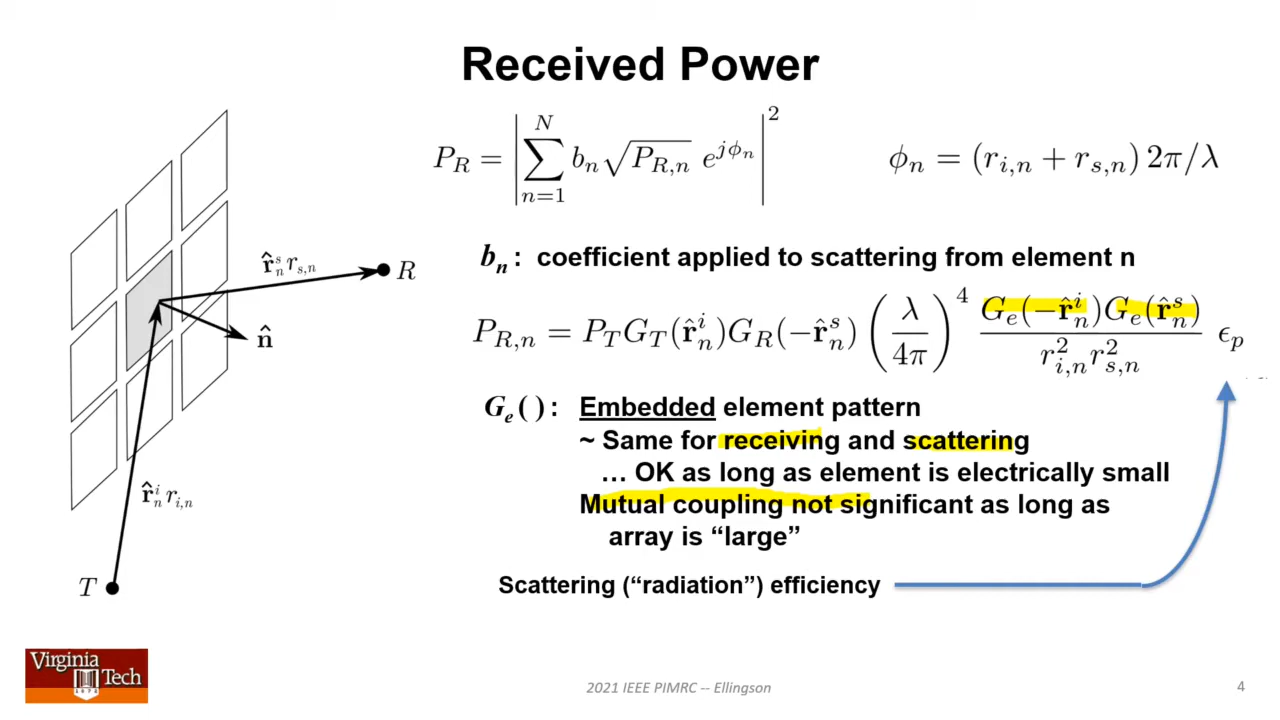 Received Power
P_R = | \sum_{n=1}^{N} b_n \sqrt{P_{R,n}} e^{jϕ_n} |^2
ϕ_n = (r_{i,n} + r_{s,n}) 2π/λ
b_n : coefficient applied to scattering from element n
r̂_n^s r_{s,n}
R
n̂
P_{R,n} = P_T G_T(r̂_n^i) G_R(−r̂_n^s) (λ/4π)^4 \frac{G_e(−r̂_n^i) G_e(r̂_n^s)}{r_{i,n}^2 r_{s,n}^2} ϵ_p
G_e ( ) : Embedded element pattern
~ Same for receiving and scattering
… OK as long as element is electrically small
r̂_n^i r_{i,n}
Mutual coupling not significant as long as
array is “large”
T
Scattering (“radiation”) efficiency
Virginia
Tech
1872
2021 IEEE PIMRC -- Ellingson
4